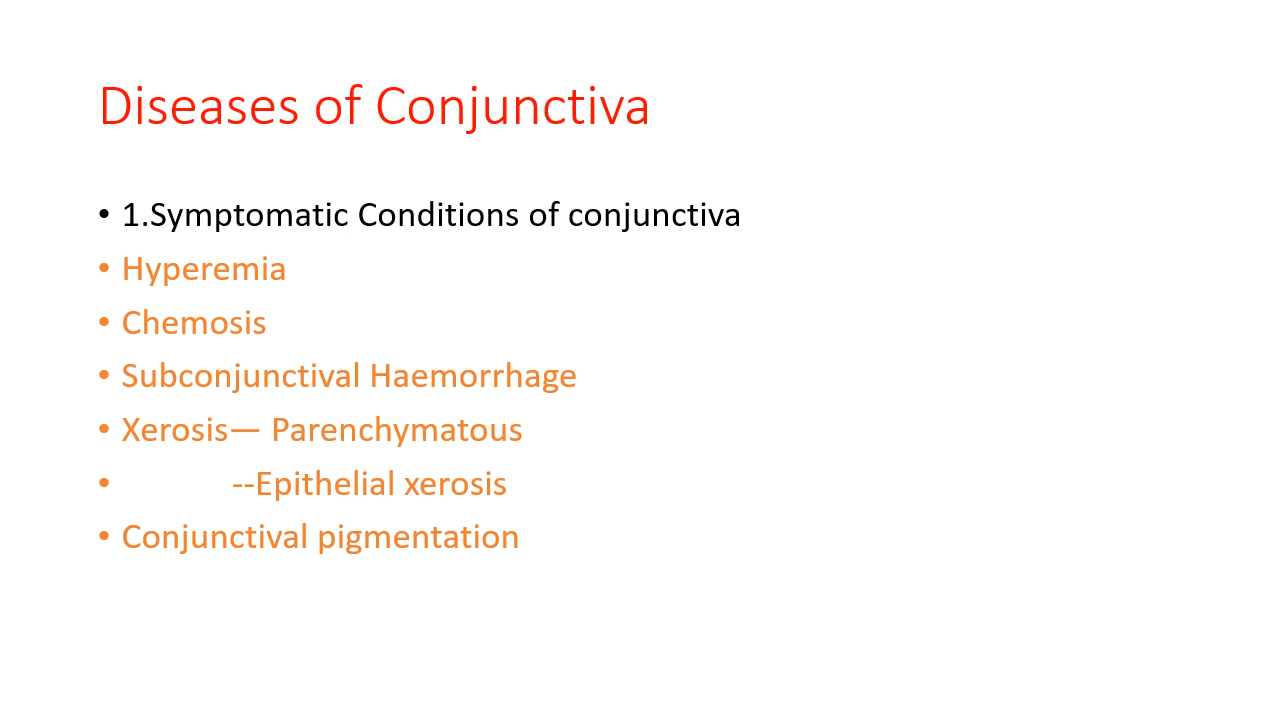 Diseases of Conjunctiva
• 1.Symptomatic Conditions of conjunctiva
• Hyperemia
• Chemosis
• Subconjunctival Haemorrhage
• Xerosis— Parenchymatous
• --Epithelial xerosis
• Conjunctival pigmentation